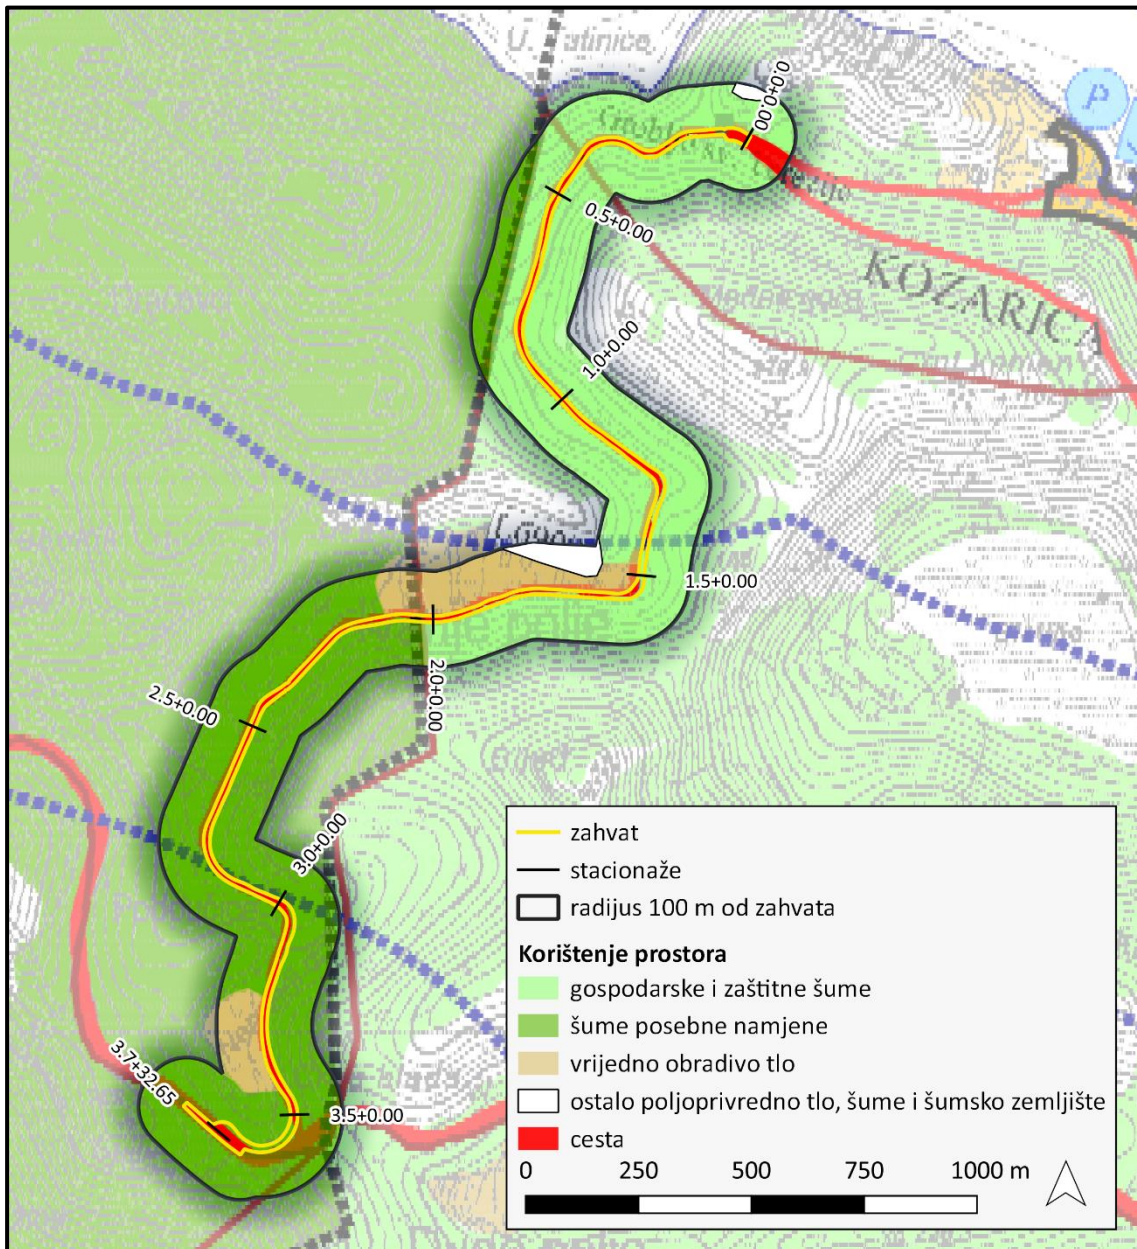 0.0+0.00
P
0.5+0.00
KOZARICA
1.0+0.00
1.5+0.00
2.0+0.00
2.5+0.00
3.0+0.00
3.7+32.65
3.5+0.00
zahvat
stacionaže
radijus 100 m od zahvata
Korištenje prostora
gospodarske i zaštitne šume
šume posebne namjene
vrijedno obradivo tlo
ostalo poljoprivredno tlo, šume i šumsko zemljište
cesta
0 250 500 750 1000 m